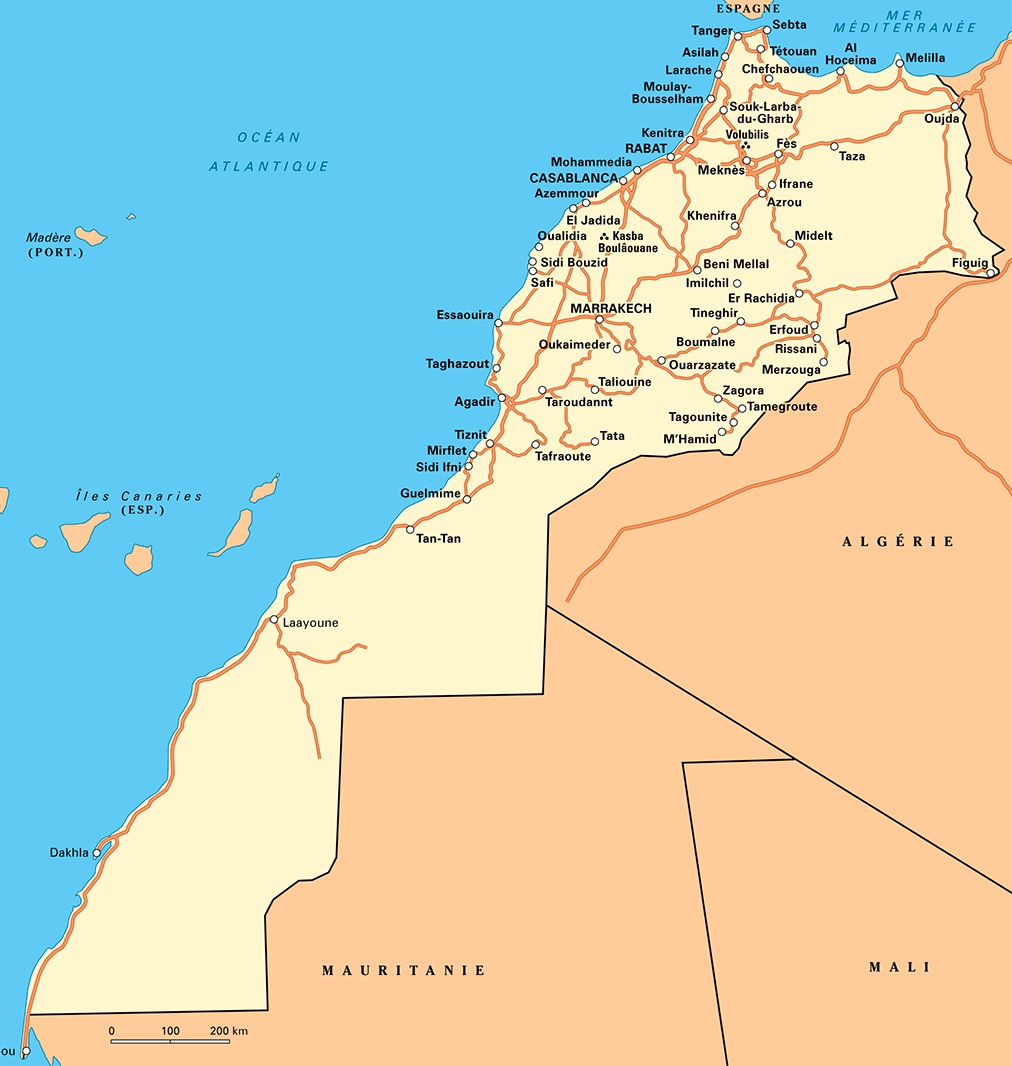 ESPAGNE
MER
MÉDITERRANÉE
Sebta
Tanger
Tétouan
Asilah
Al
Hoceima
Melilla
Larache
Chefchaouen
Moulay-
Bousselham
Souk-Larba-
du-Gharb
Oujda
Kenitra
Volubilis
RABAT
Fès
Taza
Mohammedia
Meknès
CASABLANCA
Ifrane
Azemmour
Azrou
El Jadida
Khenifra
OCÉAN
ATLANTIQUE
Madère
(PORT.)
Oualidia
Kasba
Boulâouane
Midelt
Sidi Bouzid
Beni Mellal
Figuig
Safi
Imilchil
Er Rachidia
MARRAKECH
Tineghir
Essaouira
Erfoud
Oukaimeder
Boumalne
Rissani
Taghazout
Ouarzazate
Merzouga
Taliouine
Zagora
Agadir
Taroudannt
Tamegroute
Tagounite
Tiznit
Tata
M'Hamid
Mirflet
Tafraoute
Sidi Ifni
Guelmime
Îles Canaries
(ESP.)
Tan-Tan
ALGÉRIE
Laayoune
Dakhla
MAURITANIE
MALI
0 100 200 km
ou